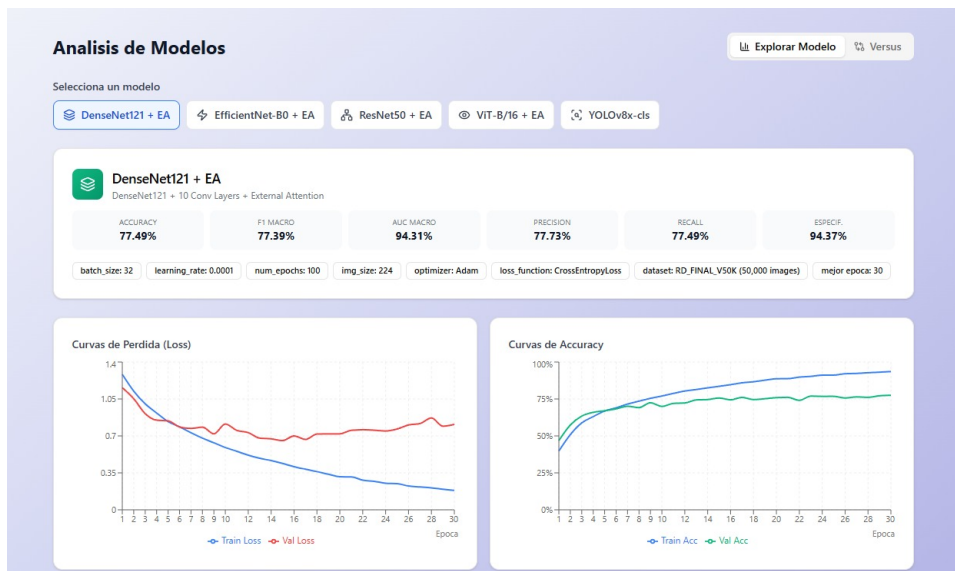 Analisis de Modelos
Explorar Modelo
Versus
Selecciona un modelo
DenseNet121 + EA
EfficientNet-B0 + EA
ResNet50 + EA
ViT-B/16 + EA
YOLOv8x-cls
DenseNet121 + EA
DenseNet121 + 10 Conv Layers + External Attention
ACCURACY
77.49%
F1 MACRO
77.39%
AUC MACRO
94.31%
PRECISION
77.73%
RECALL
77.49%
ESPECIF.
94.37%
batch_size: 32
learning_rate: 0.0001
num_epochs: 100
img_size: 224
optimizer: Adam
loss_function: CrossEntropyLoss
dataset: RD_FINAL_V50K (50,000 images)
mejor epoca: 30
Curvas de Perdida (Loss)
1.4
1.05
0.7
0.35
0
1 2 3 4 5 6 7 8 9 10 12 14 16 18 20 22 24 26 28 30
Epoca
Train Loss
Val Loss
Curvas de Accuracy
100%
75%
50%
25%
0%
1 2 3 4 5 6 7 8 9 10 12 14 16 18 20 22 24 26 28 30
Epoca
Train Acc
Val Acc